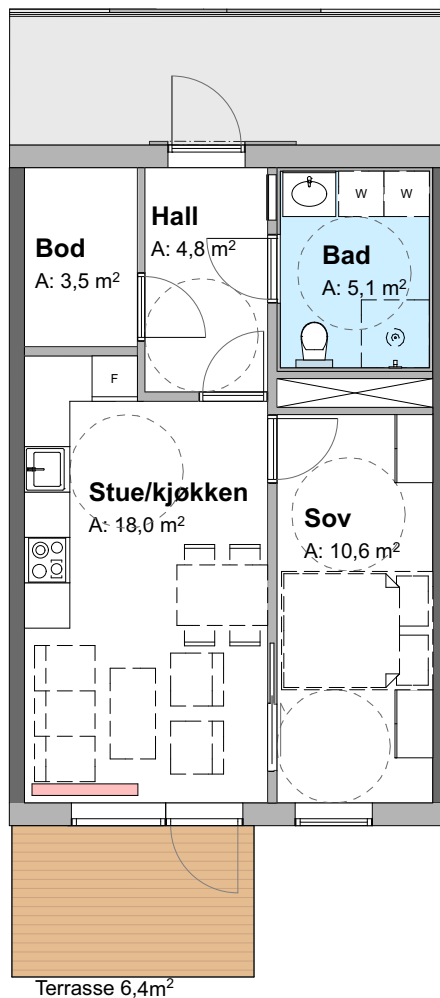 W W
Hall
A: 4,8 m²
Bod
A: 3,5 m²
Bad
A: 5,1 m²
F
Stue/kjøkken
A: 18,0 m²
Sov
A: 10,6 m²
Terrasse 6,4m²